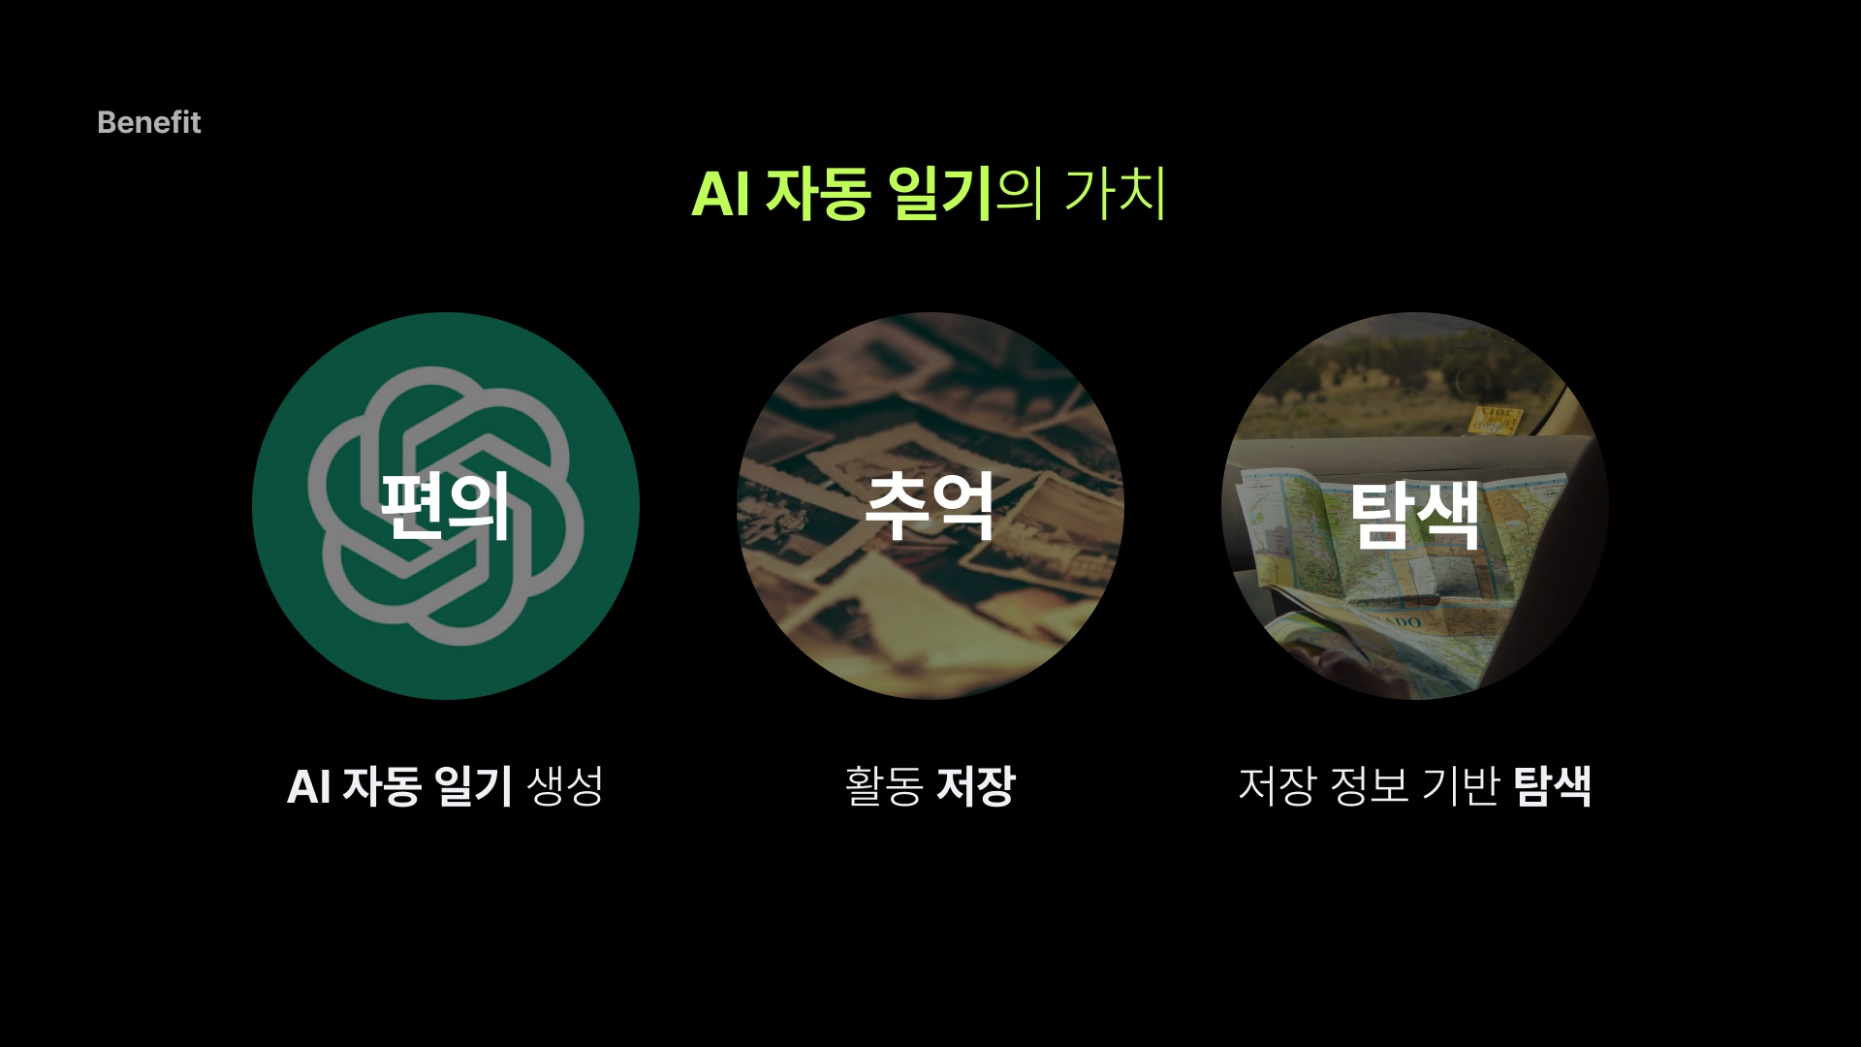 Benefit
AI 자동 일기의 가치
편의
추억
탐색
ADO
AI 자동 일기 생성
활동 저장
저장 정보 기반 탐색